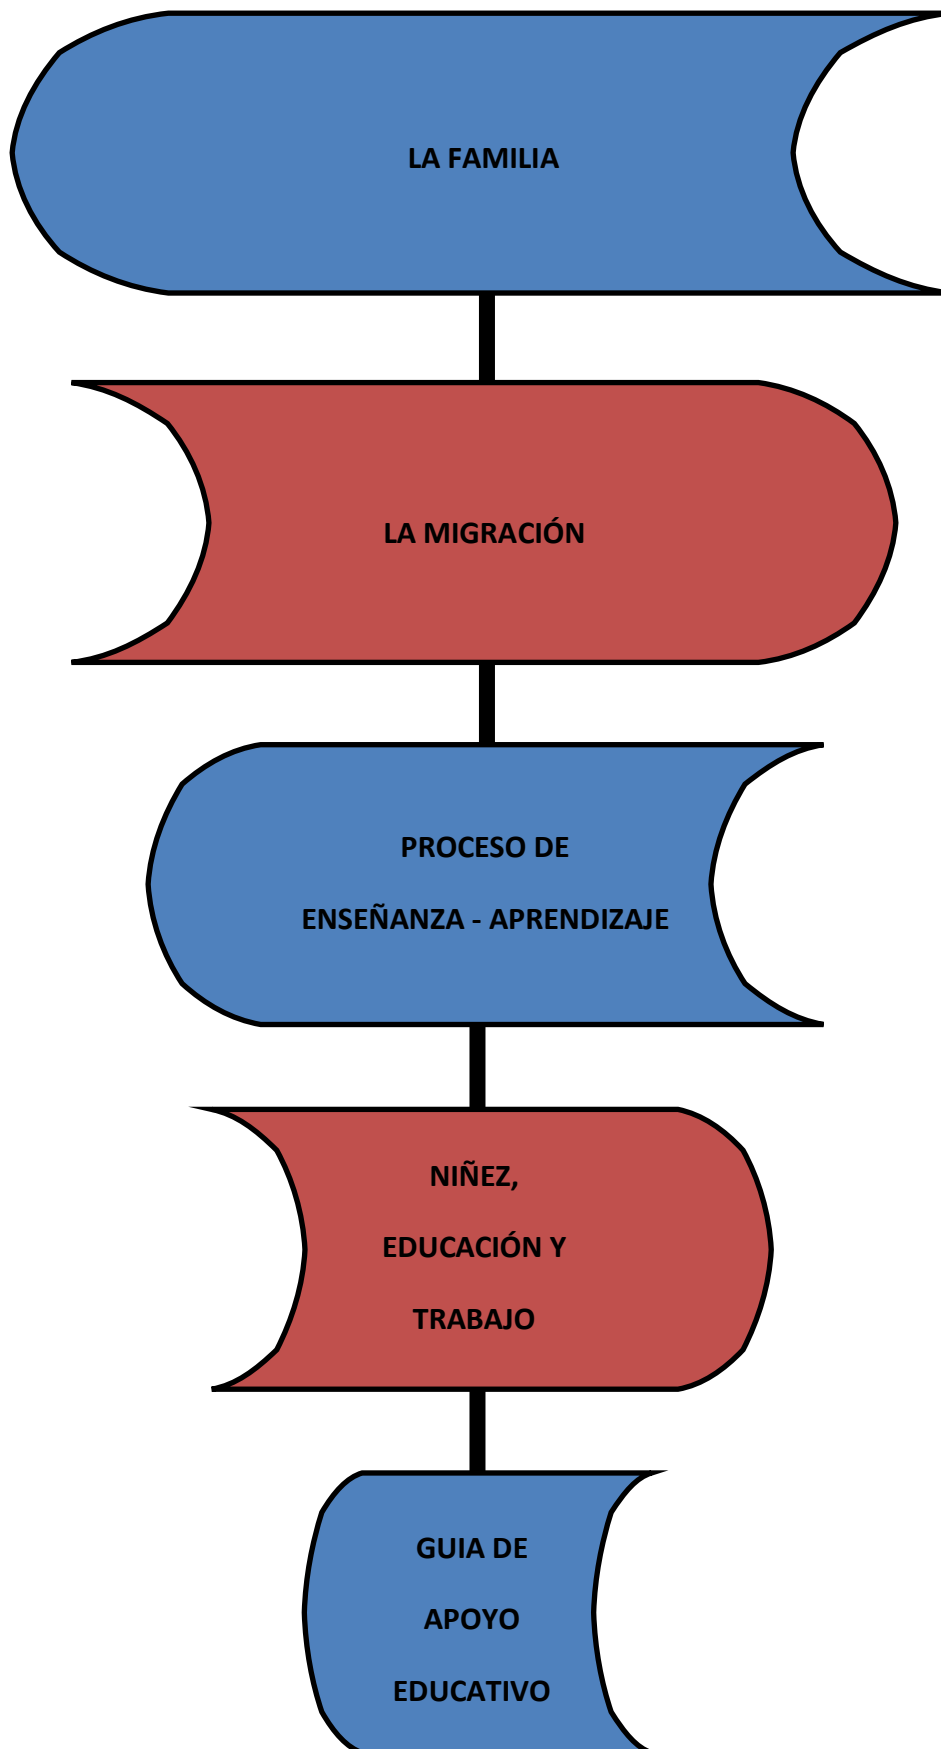 LA FAMILIA
LA MIGRACIÓN
PROCESO DE
ENSEÑANZA - APRENDIZAJE
NIÑEZ,
EDUCACIÓN Y
TRABAJO
GUIA DE
APOYO
EDUCATIVO